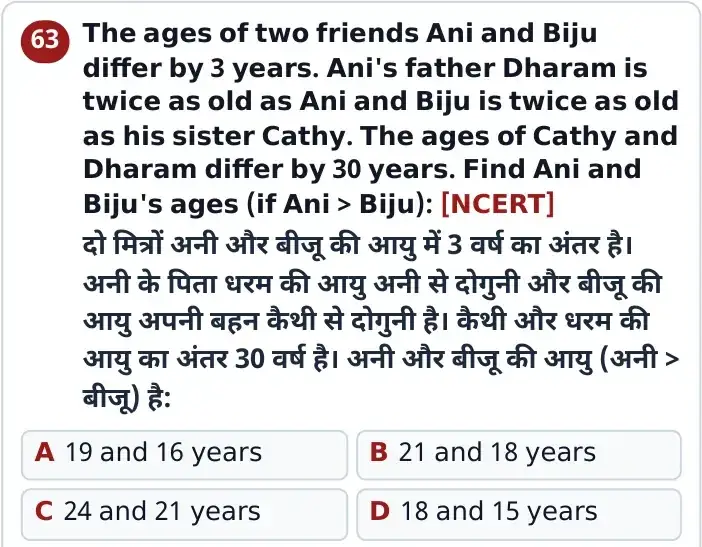 63 The ages of two friends Ani and Biju
differ by 3 years. Ani's father Dharam is
twice as old as Ani and Biju is twice as old
as his sister Cathy. The ages of Cathy and
Dharam differ by 30 years. Find Ani and
Biju's ages (if Ani > Biju): [NCERT]
दो मित्रों अनी और बीजू की आयु में 3 वर्ष का अंतर है।
अनी के पिता धरम की आयु अनी से दोगुनी और बीजू की
आयु अपनी बहन कैथी से दोगुनी है। कैथी और धरम की
आयु का अंतर 30 वर्ष है। अनी और बीजू की आयु (अनी >
बीजू) है:
A 19 and 16 years
B 21 and 18 years
C 24 and 21 years
D 18 and 15 years